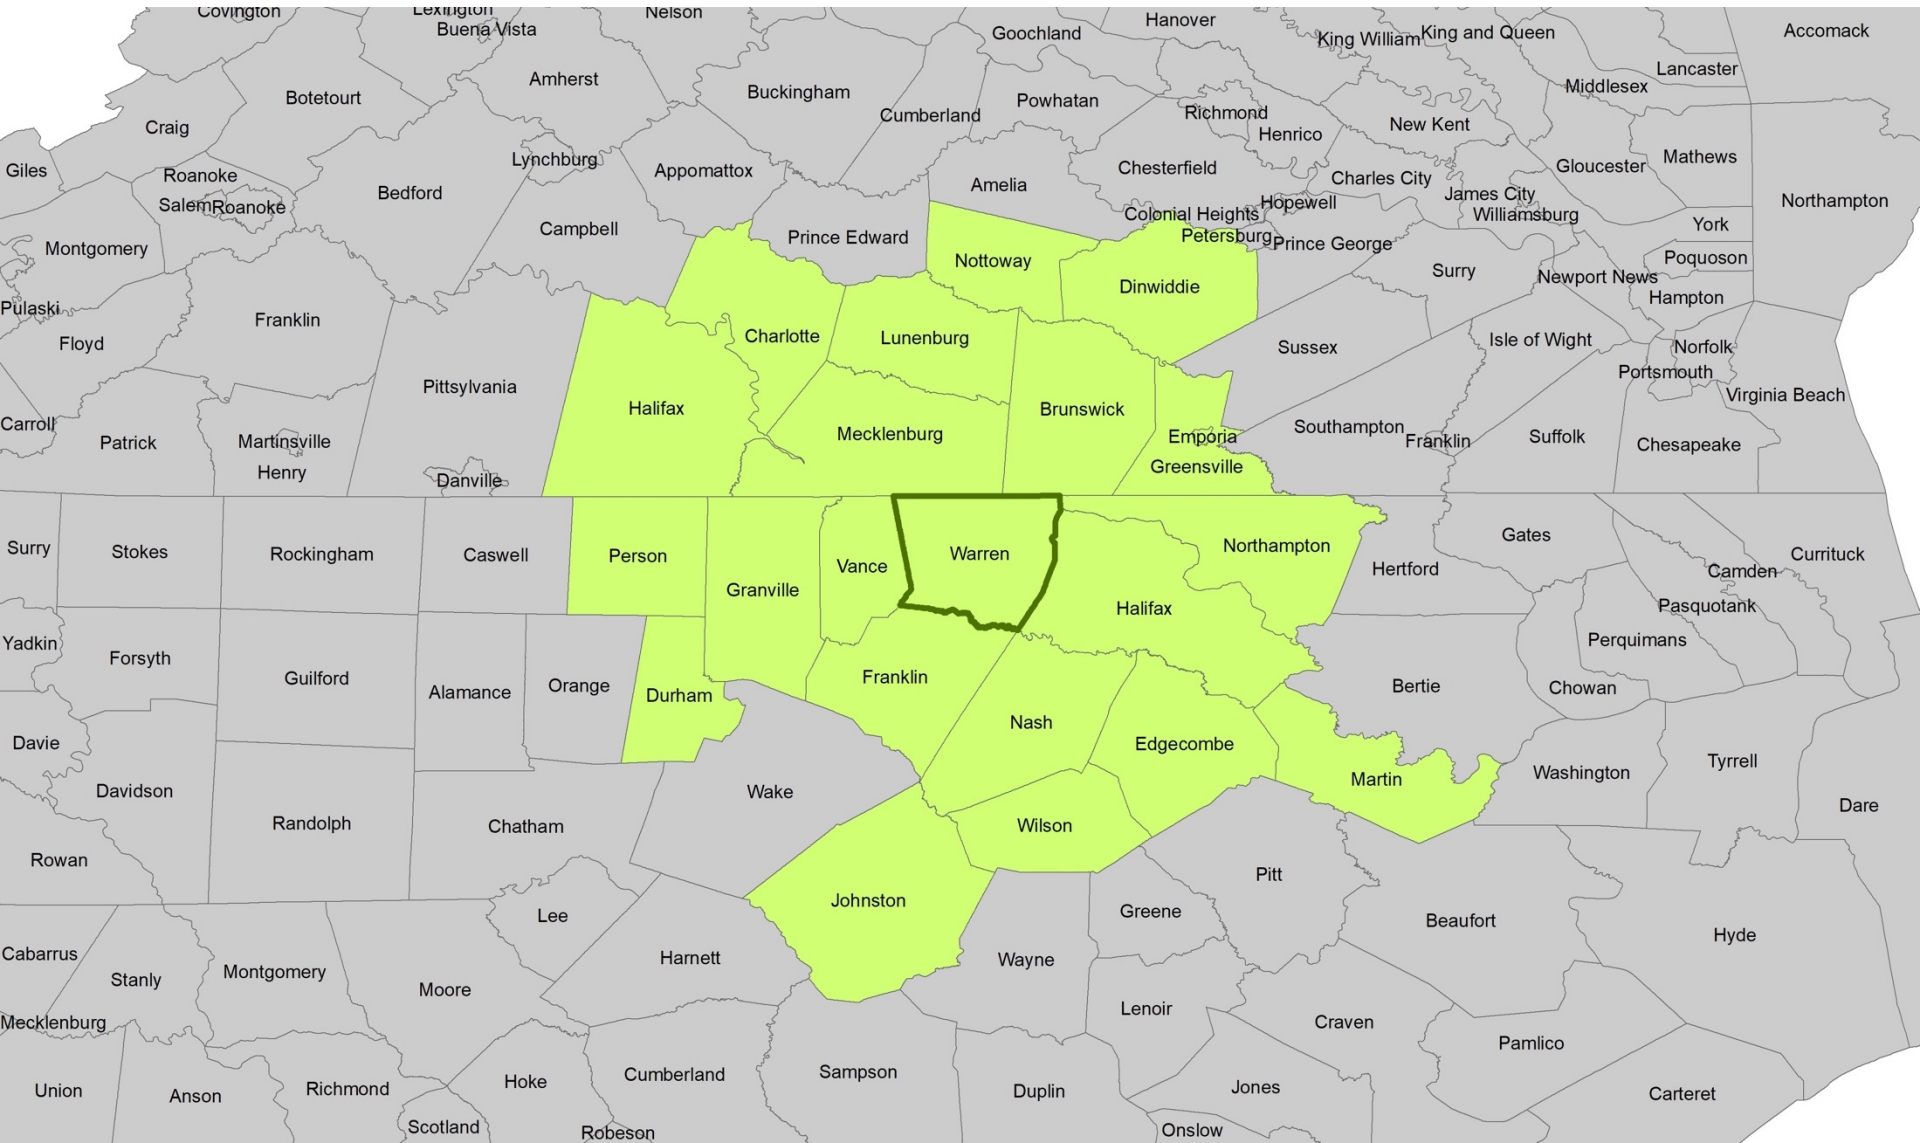 Covington
Lexington
Nelson
Hanover
Accomack
Buena Vista
Goochland
King William
King and Queen
Lancaster
Amherst
Middlesex
Botetourt
Buckingham
Powhatan
Cumberland
Richmond
New Kent
Craig
Henrico
Lynchburg
Mathews
Giles
Appomattox
Chesterfield
Gloucester
Roanoke
Charles City
Bedford
Amelia
James City
Salem
Roanoke
Hopewell
Northampton
Colonial Heights
Williamsburg
York
Campbell
Prince Edward
Petersburg
Prince George
Montgomery
Nottoway
Poquoson
Surry
Newport News
Dinwiddie
Hampton
Pulaski
Franklin
Floyd
Charlotte
Lunenburg
Sussex
Isle of Wight
Norfolk
Portsmouth
Pittsylvania
Virginia Beach
Halifax
Brunswick
Carroll
Patrick
Martinsville
Mecklenburg
Emporia
Southampton
Franklin
Suffolk
Chesapeake
Henry
Danville
Greensville
Surry
Stokes
Rockingham
Caswell
Person
Vance
Warren
Northampton
Gates
Currituck
Hertford
Camden
Granville
Halifax
Pasquotank
Yadkin
Perquimans
Forsyth
Guilford
Alamance
Orange
Durham
Franklin
Bertie
Chowan
Nash
Davie
Edgecombe
Davidson
Wake
Martin
Washington
Tyrrell
Dare
Randolph
Chatham
Wilson
Rowan
Pitt
Johnston
Lee
Greene
Beaufort
Hyde
Cabarrus
Stanly
Montgomery
Moore
Harnett
Wayne
Mecklenburg
Lenoir
Craven
Pamlico
Union
Anson
Richmond
Hoke
Cumberland
Sampson
Duplin
Jones
Carteret
Scotland
Robeson
Onslow